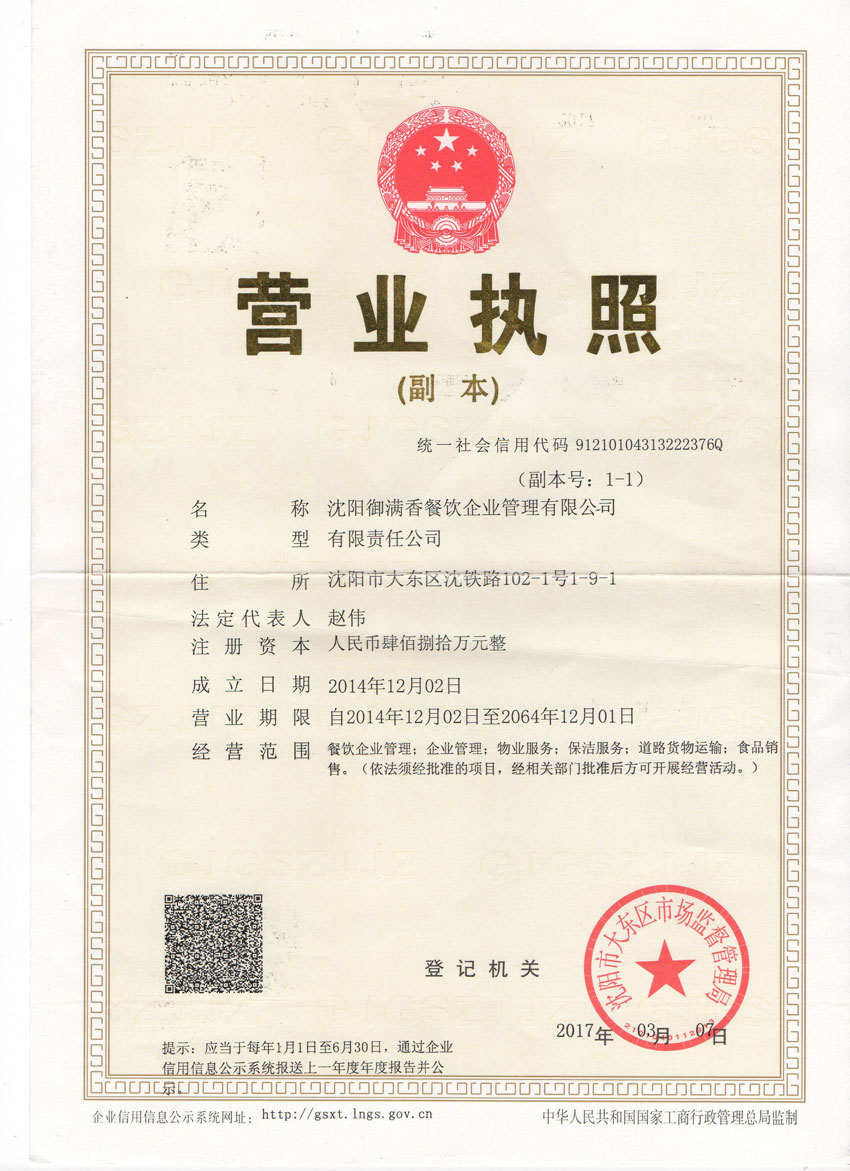 营业执照
(副 本)
统一社会信用代码 91210104313222376Q
（副本号：1-1）
名 称 沈阳御满香餐饮企业管理有限公司
类 型 有限责任公司
住 所 沈阳市大东区沈铁路102-1号1-9-1
法定代表人 赵伟
注册资本 人民币肆佰捌拾万元整
成立日期 2014年12月02日
营业期限 自2014年12月02日至2064年12月01日
经营范围 餐饮企业管理；企业管理；物业服务；保洁服务；道路货物运输；食品销
售。（依法须经批准的项目，经相关部门批准后方可开展经营活动。）
登记机关
沈阳市大东区市场监督管理局
2017年 03月 07日
提示：应当于每年1月1日至6月30日，通过企业
信用信息公示系统报送上一年度年度报告并公
示。
企业信用信息公示系统网址：http://gsxt.lngs.gov.cn
中华人民共和国国家工商行政管理总局监制